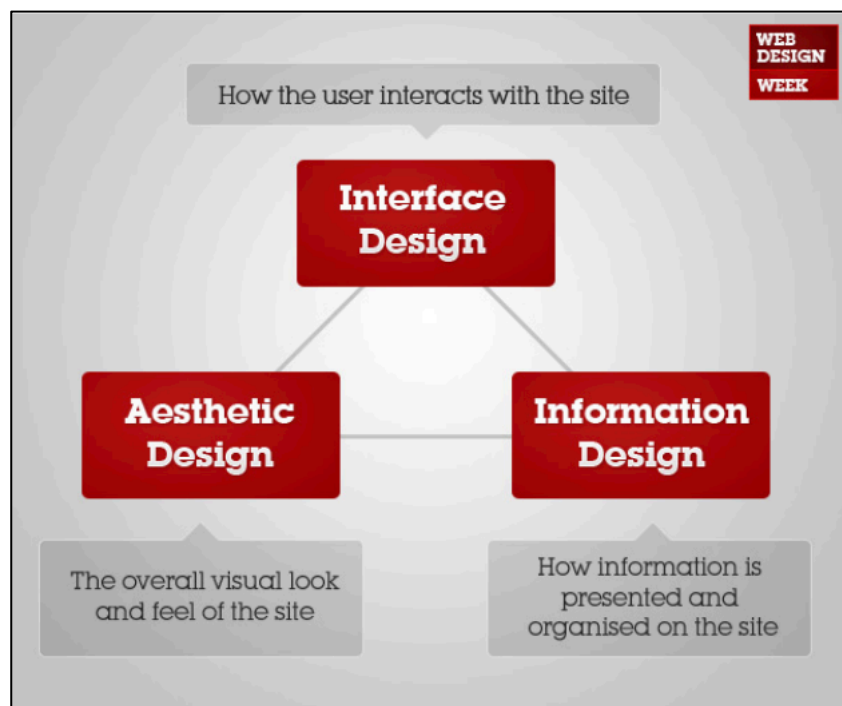 WEB
DESIGN
WEEK
How the user interacts with the site
Interface
Design
Aesthetic
Design
Information
Design
The overall visual look
and feel of the site
How information is
presented and
organised on the site